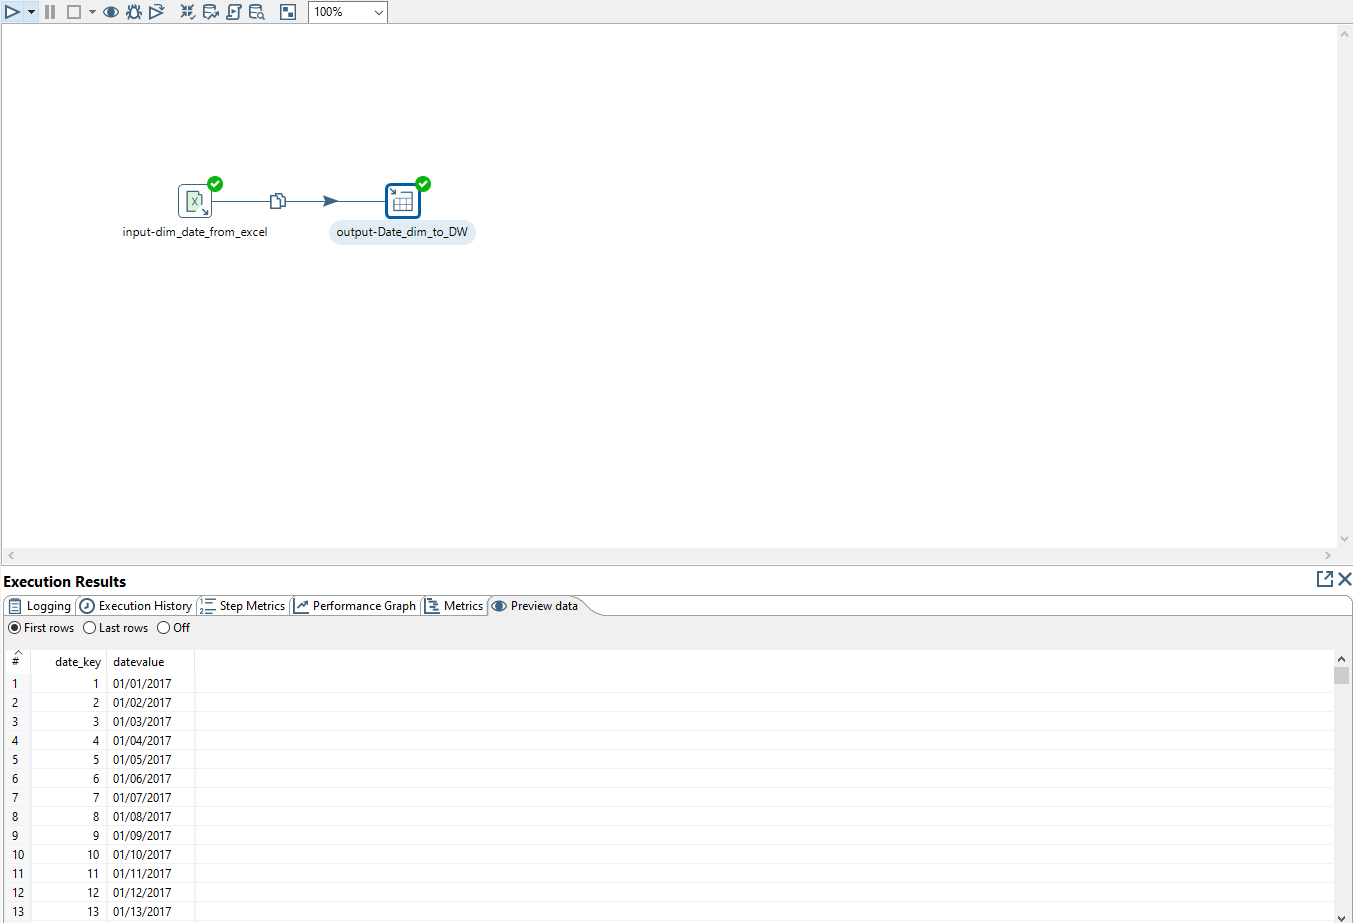 100%
input-dim_date_from_excel
output-Date_dim_to_DW
Execution Results
Logging Execution History Step Metrics Performance Graph Metrics Preview data
First rows Last rows Off
# date_key datevalue
1 1 01/01/2017
2 2 01/02/2017
3 3 01/03/2017
4 4 01/04/2017
5 5 01/05/2017
6 6 01/06/2017
7 7 01/07/2017
8 8 01/08/2017
9 9 01/09/2017
10 10 01/10/2017
11 11 01/11/2017
12 12 01/12/2017
13 13 01/13/2017